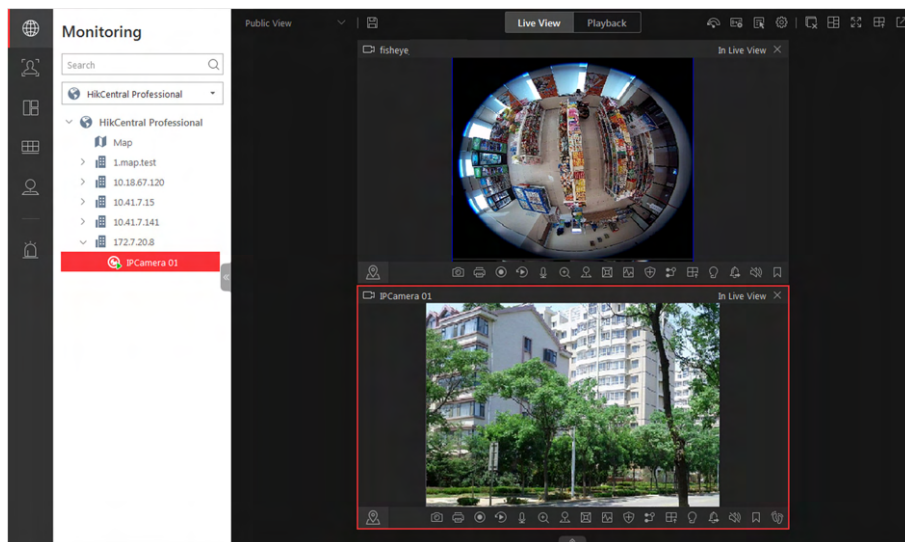 Monitoring
Search
HikCentral Professional
HikCentral Professional
Map
1.map.test
10.18.67.120
10.41.7.15
10.41.7.141
172.7.20.8
IPCamera 01
Public View
Live View
Playback
fisheye
In Live View
IPCamera 01
In Live View